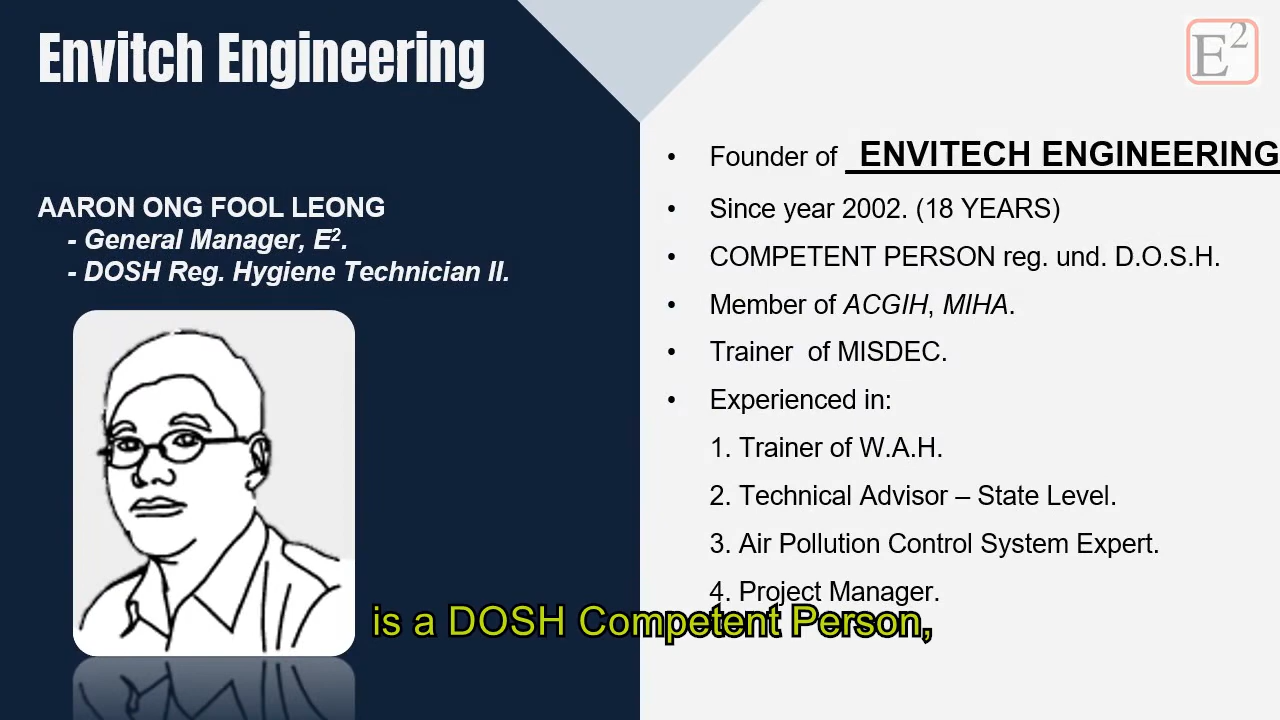 Envitch Engineering
E2
AARON ONG FOOL LEONG
- General Manager, E2.
- DOSH Reg. Hygiene Technician II.
• Founder of ENVITECH ENGINEERING
• Since year 2002. (18 YEARS)
• COMPETENT PERSON reg. und. D.O.S.H.
• Member of ACGIH, MIHA.
• Trainer of MISDEC.
• Experienced in:
1. Trainer of W.A.H.
2. Technical Advisor – State Level.
3. Air Pollution Control System Expert.
4. Project Manager.
is a DOSH Competent Person,